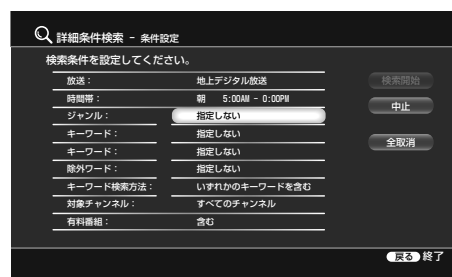 詳細条件検索 - 条件設定
検索条件を設定してください。
放送： 地上デジタル放送 検索開始
時間帯： 朝 5:00AM - 0:00PM 中止
ジャンル： 指定しない
キーワード： 指定しない 全取消
キーワード： 指定しない
除外ワード： 指定しない
キーワード検索方法： いずれかのキーワードを含む
対象チャンネル： すべてのチャンネル
有料番組： 含む
戻る 終了